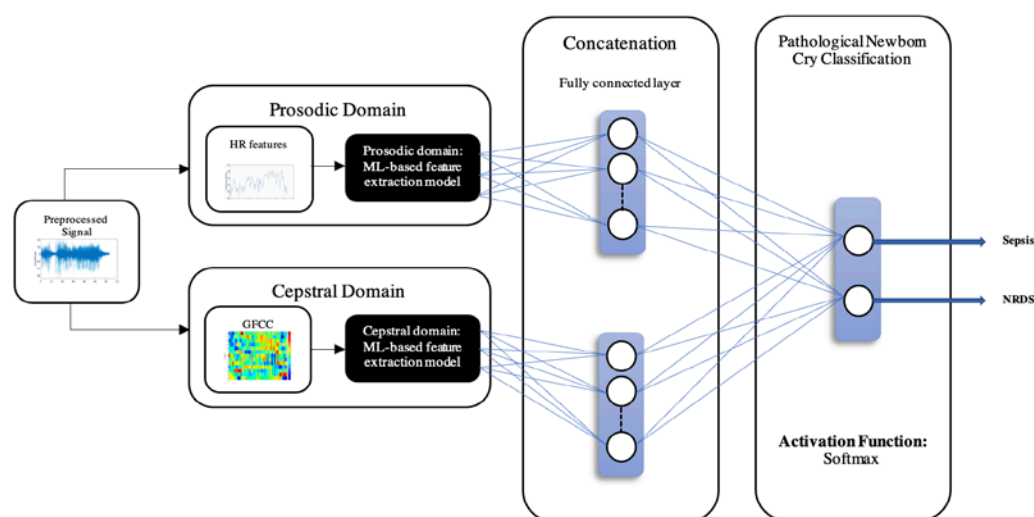 Preprocessed
Signal
Prosodic Domain
HR features
Prosodic domain:
ML-based feature
extraction model
Cepstral Domain
GFCC
Cepstral domain:
ML-based feature
extraction model
Concatenation
Fully connected layer
Pathological Newborn
Cry Classification
Activation Function:
Softmax
Sepsis
NRDS